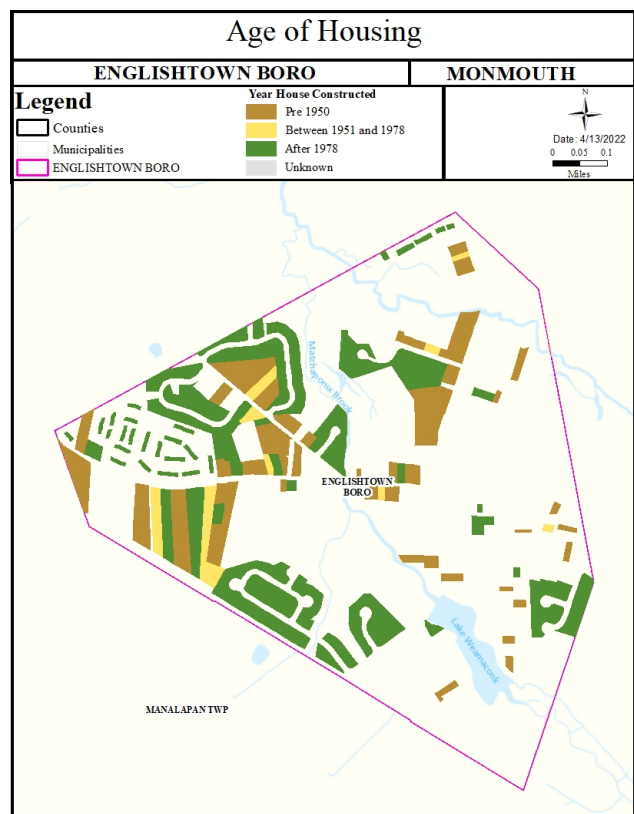 Age of Housing
ENGLISHTOWN BORO
MONMOUTH
Legend
Counties
Municipalities
ENGLISHTOWN BORO
Year House Constructed
Pre 1950
Between 1951 and 1978
After 1978
Unknown
N
Date: 4/13/2022
0 0.05 0.1
Miles
Matchaponix Brook
ENGLISHTOWN
BORO
Lake Weamaconk
MANALAPAN TWP